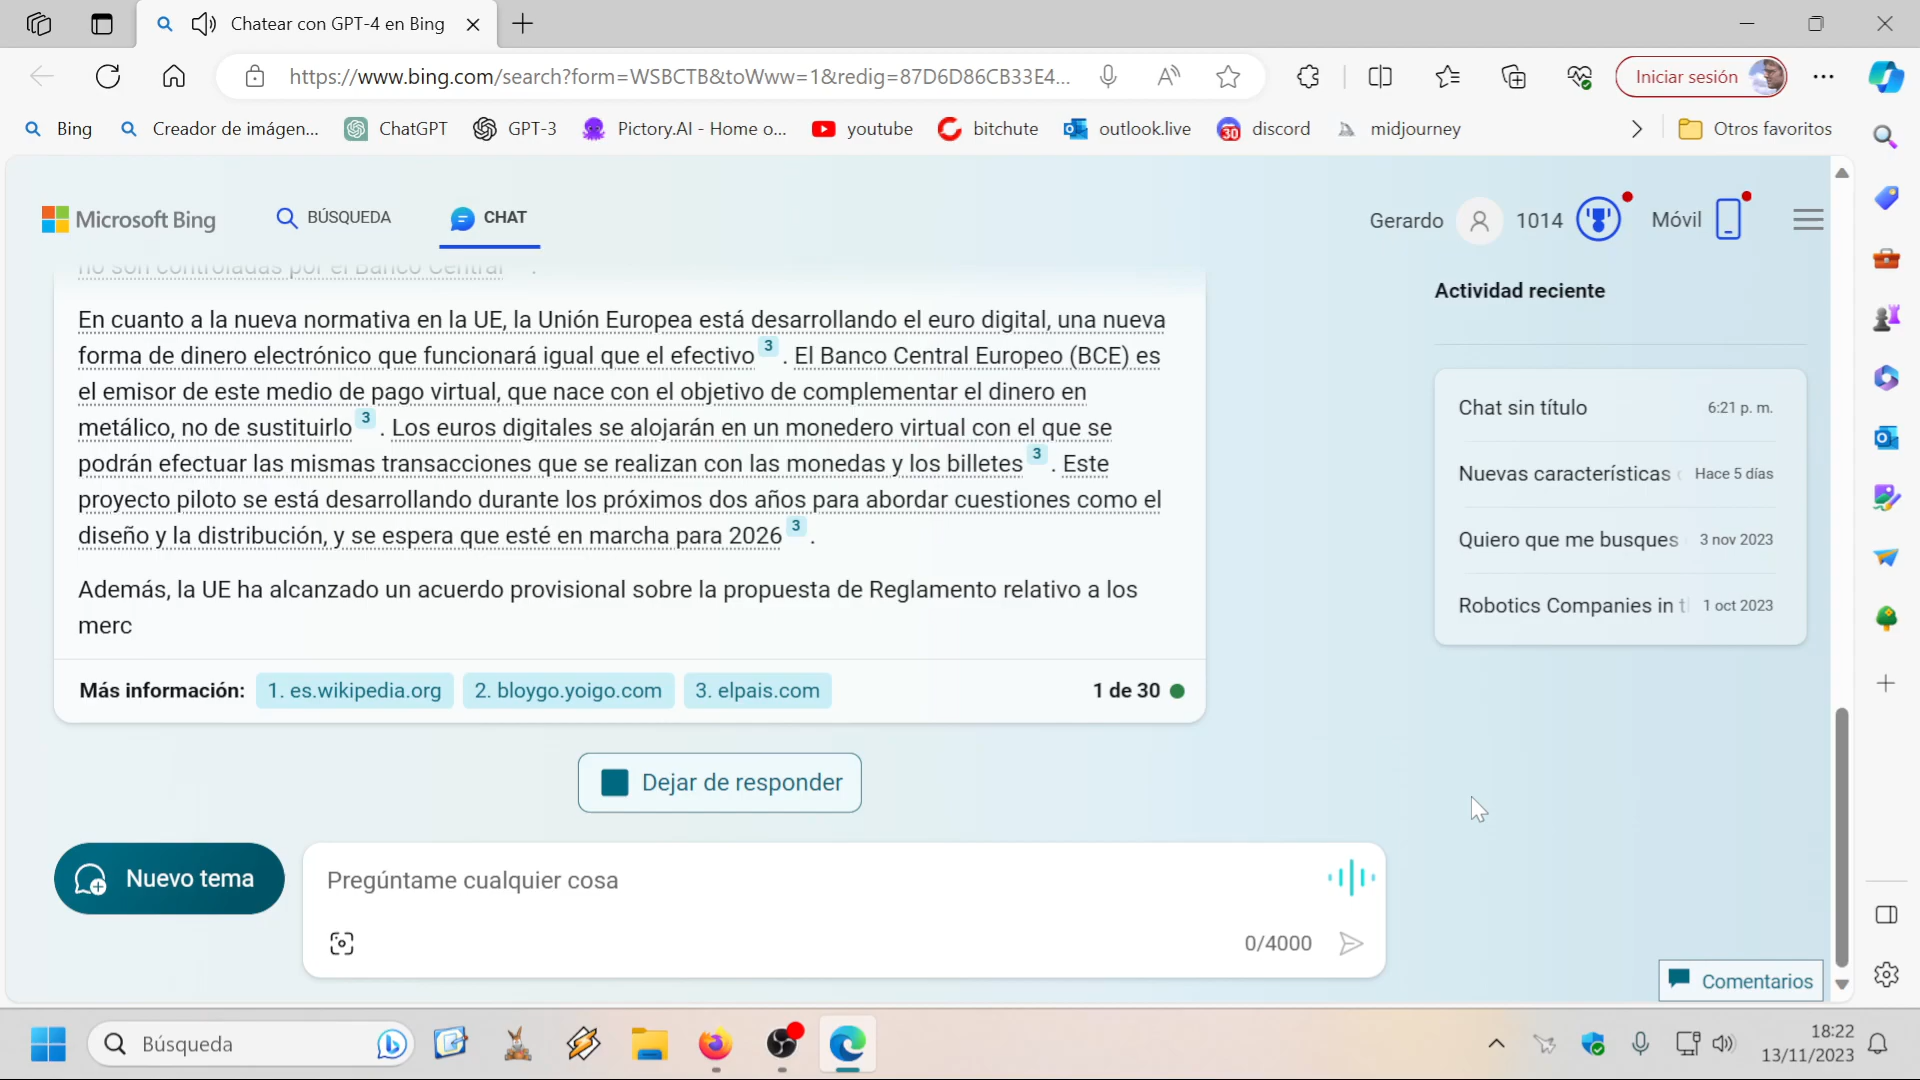 Chatear con GPT-4 en Bing
https://www.bing.com/search?form=WSBCTB&toWww=1&redig=87D6D86CB33E4...
Iniciar sesión
Bing
Creador de imágen...
ChatGPT
GPT-3
Pictory.AI - Home o...
youtube
bitchute
outlook.live
30
discord
midjourney
Otros favoritos
Microsoft Bing
BÚSQUEDA
CHAT
Gerardo
1014
Móvil
no son controladas por el Banco Central
En cuanto a la nueva normativa en la UE, la Unión Europea está desarrollando el euro digital, una nueva
forma de dinero electrónico que funcionará igual que el efectivo 3 . El Banco Central Europeo (BCE) es
el emisor de este medio de pago virtual, que nace con el objetivo de complementar el dinero en
metálico, no de sustituirlo 3 . Los euros digitales se alojarán en un monedero virtual con el que se
podrán efectuar las mismas transacciones que se realizan con las monedas y los billetes 3 . Este
proyecto piloto se está desarrollando durante los próximos dos años para abordar cuestiones como el
diseño y la distribución, y se espera que esté en marcha para 2026 3 .
Además, la UE ha alcanzado un acuerdo provisional sobre la propuesta de Reglamento relativo a los
merc
Más información: 1. es.wikipedia.org 2. bloygo.yoigo.com 3. elpais.com 1 de 30
Actividad reciente
Chat sin título 6:21 p. m.
Nuevas características Hace 5 días
Quiero que me busques 3 nov 2023
Robotics Companies in t 1 oct 2023
Dejar de responder
Nuevo tema
Pregúntame cualquier cosa
0/4000
Comentarios
Búsqueda
18:22
13/11/2023